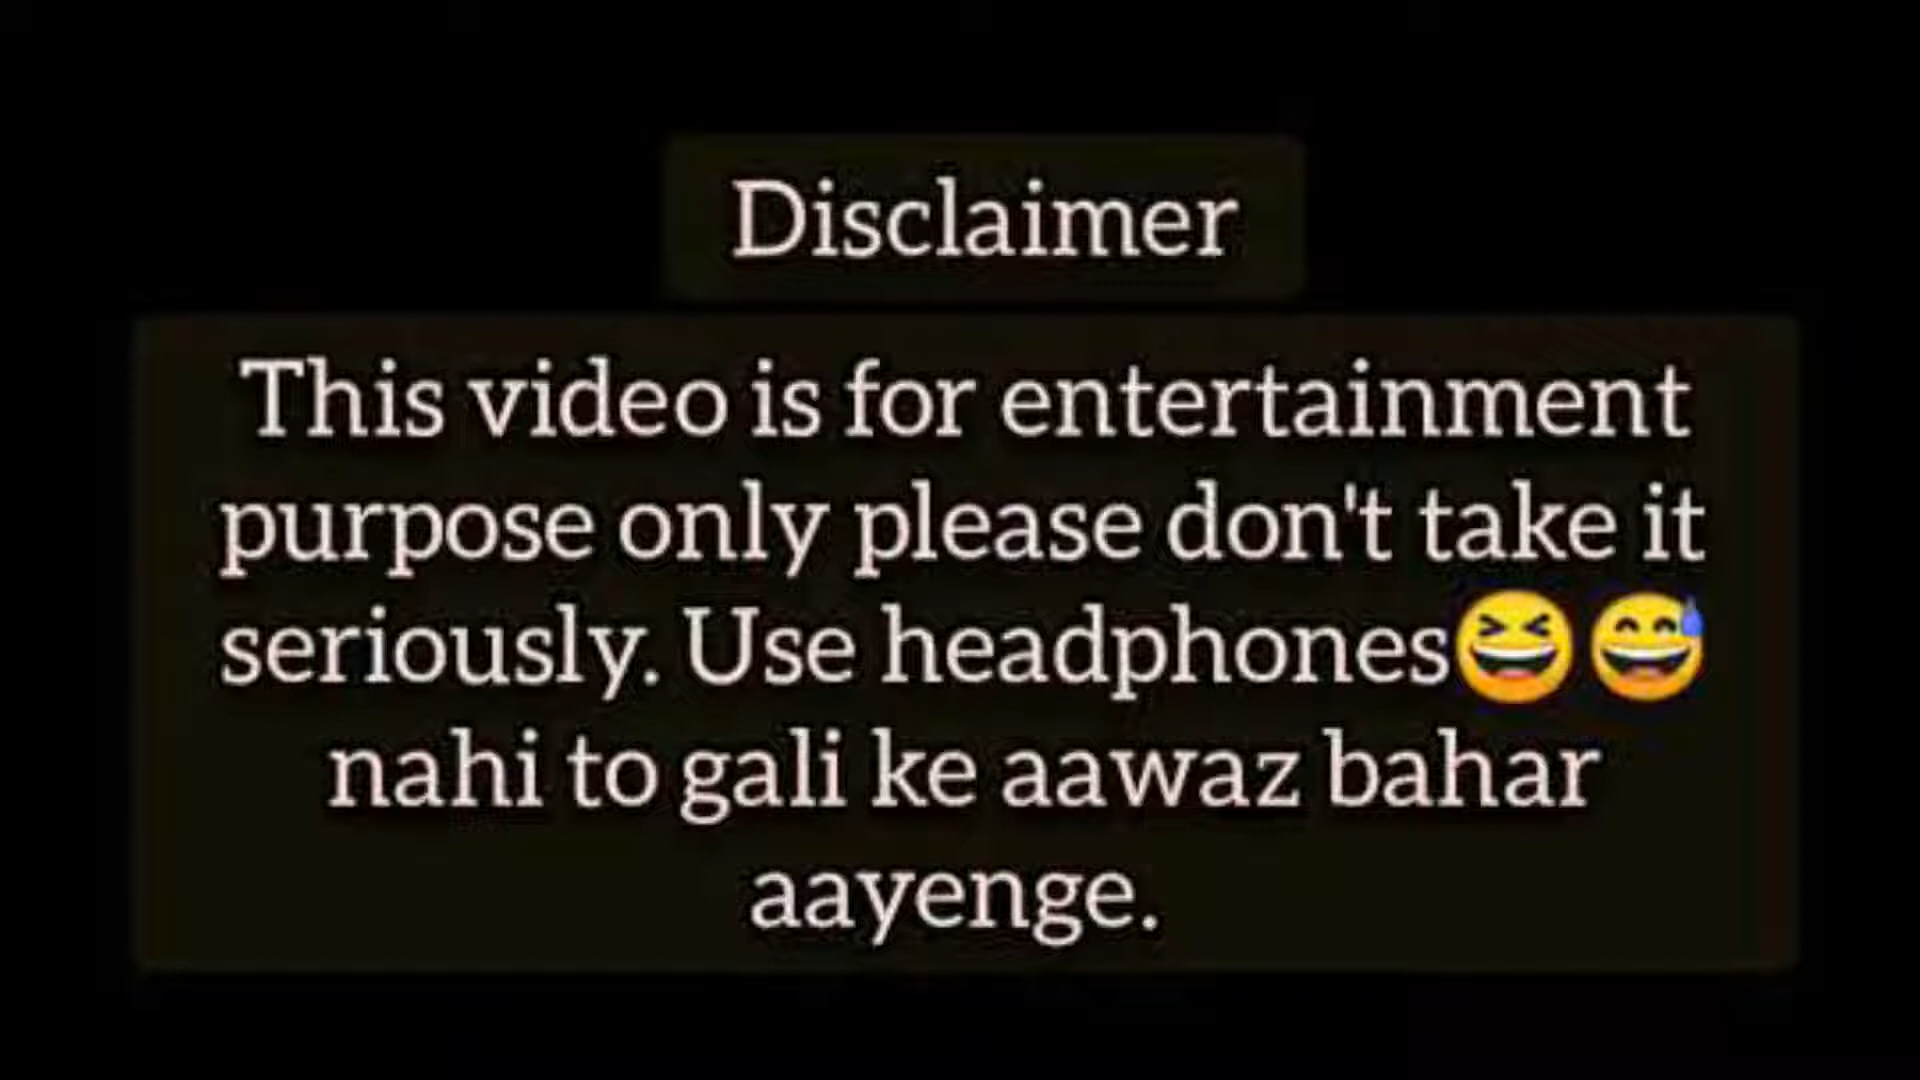 Disclaimer
This video is for entertainment
purpose only please don't take it
seriously. Use headphones😆😅
nahi to gali ke aawaz bahar
aayenge.